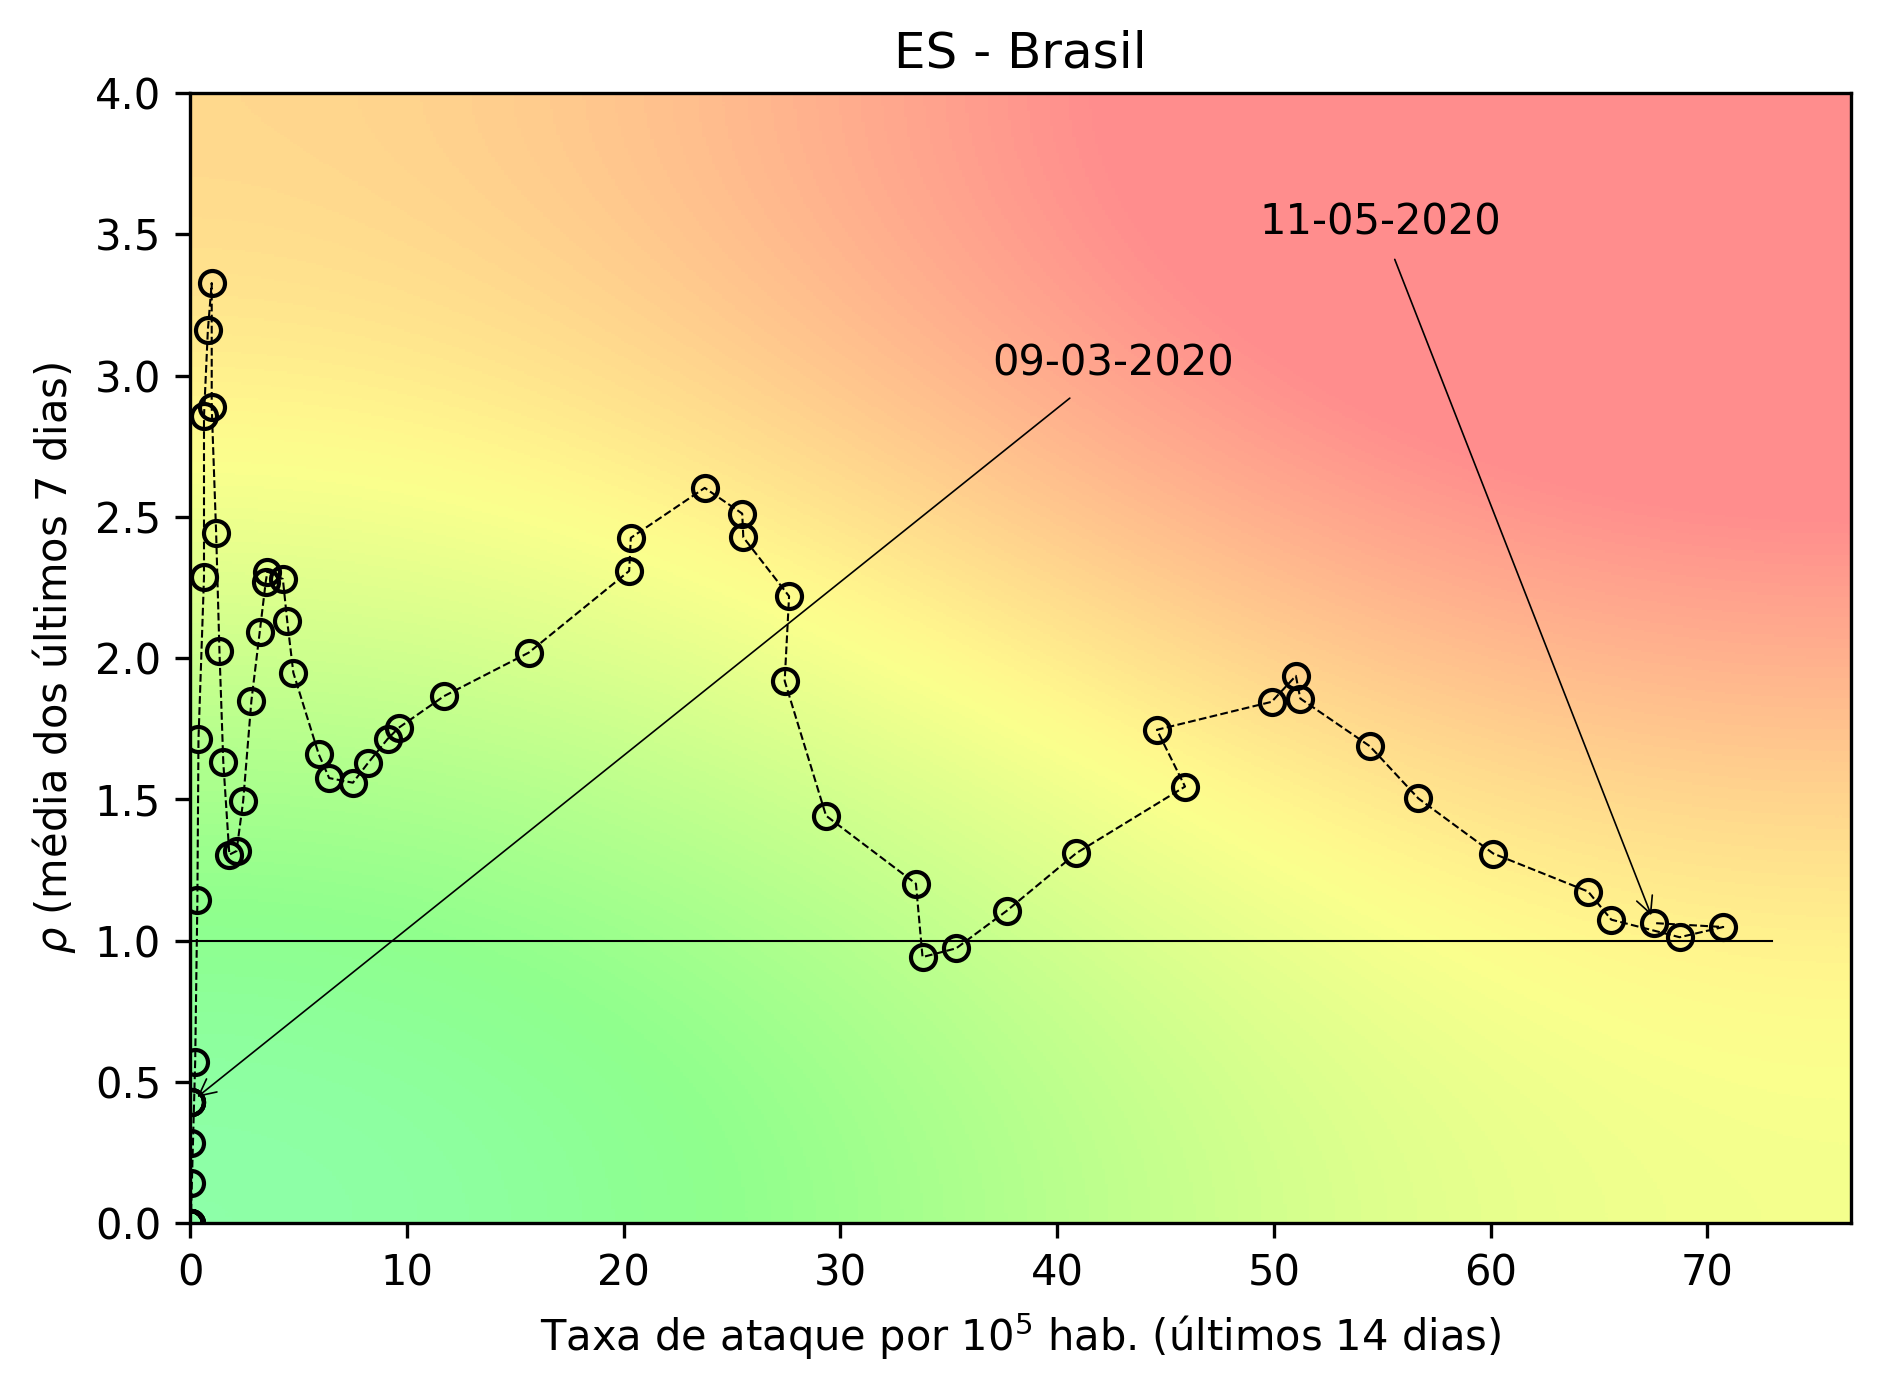 ES - Brasil
4.0
3.5
3.0
2.5
2.0
1.5
1.0
0.5
0.0
ρ (média dos últimos 7 dias)
11-05-2020
09-03-2020
0 10 20 30 40 50 60 70
Taxa de ataque por 10⁵ hab. (últimos 14 dias)